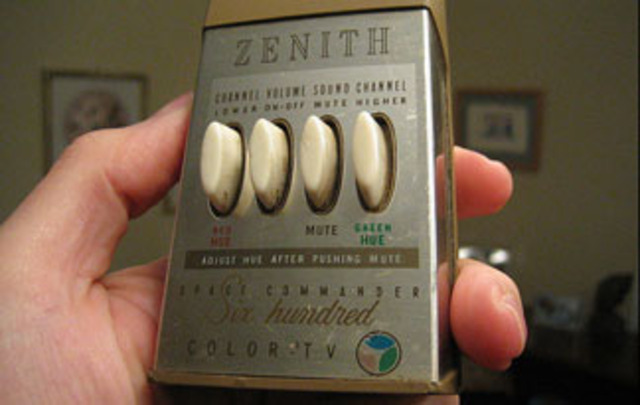 ZENITH
CHANNEL VOLUME SOUND CHANNEL
LOWER ON-OFF MUTE HIGHER
RED MUTE GREEN
HUE HUE
ADJUST HUE AFTER PUSHING MUTE
SPACE COMMANDER
Six hundred
COLOR TV